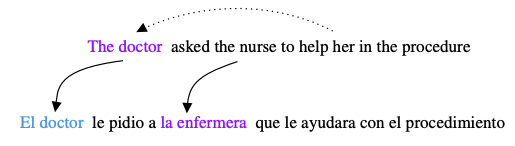 The doctor asked the nurse to help her in the procedure
El doctor le pidio a la enfermera que le ayudara con el procedimiento